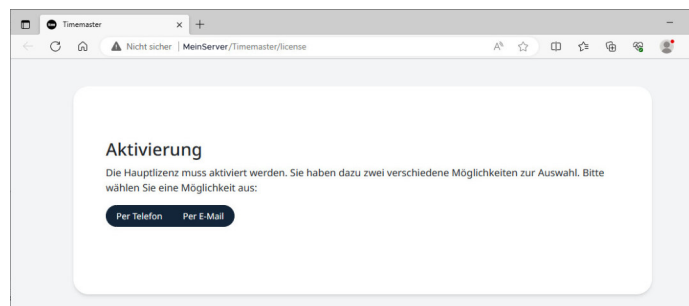 Timemaster
Nicht sicher | MeinServer/Timemaster/license
Aktivierung
Die Hauptlizenz muss aktiviert werden. Sie haben dazu zwei verschiedene Möglichkeiten zur Auswahl. Bitte
wählen Sie eine Möglichkeit aus:
Per Telefon Per E-Mail